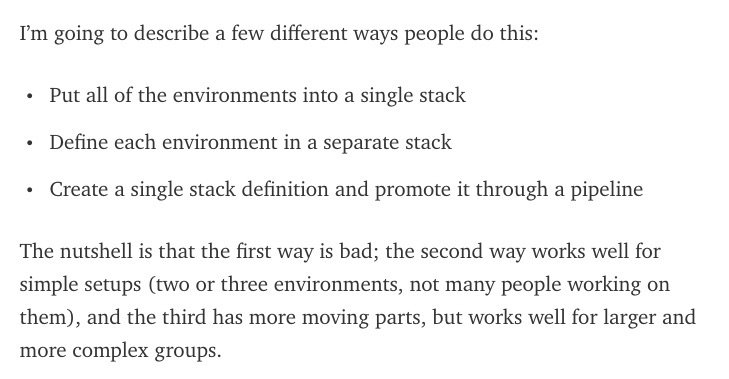 I’m going to describe a few different ways people do this:
• Put all of the environments into a single stack
• Define each environment in a separate stack
• Create a single stack definition and promote it through a pipeline
The nutshell is that the first way is bad; the second way works well for
simple setups (two or three environments, not many people working on
them), and the third has more moving parts, but works well for larger and
more complex groups.